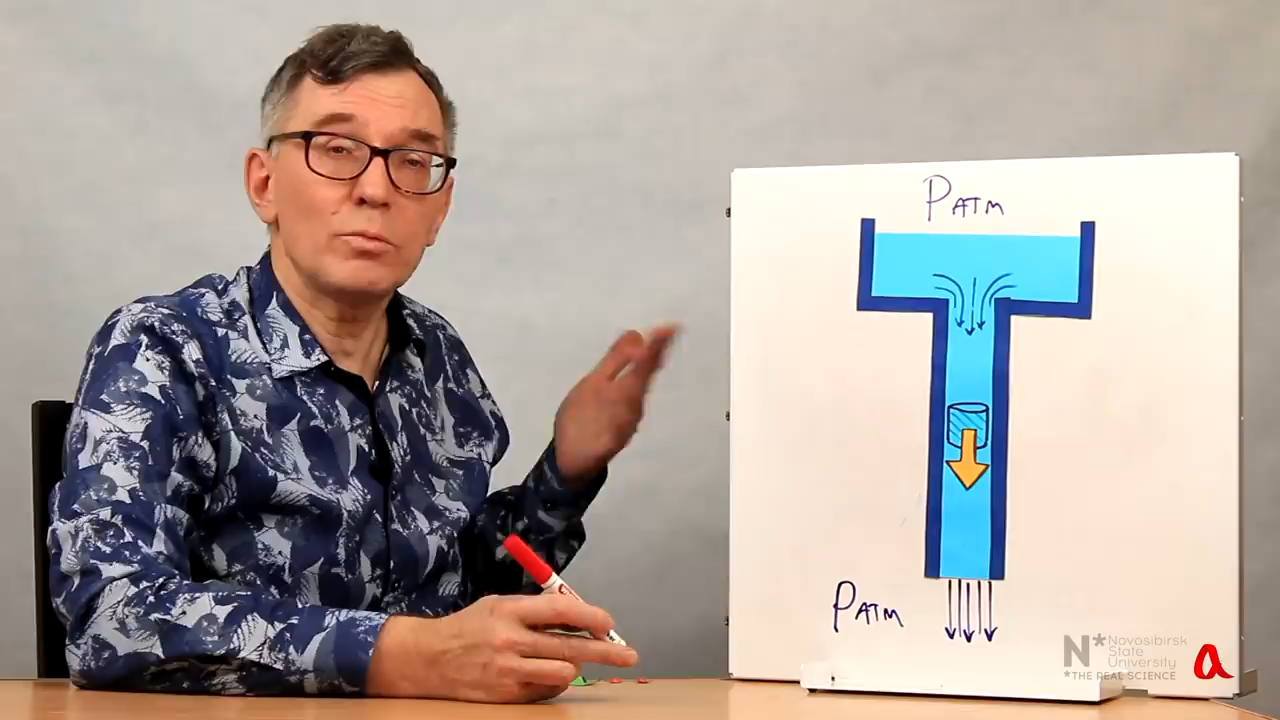 PATM
PATM
N* Novosibirsk
State
University
*THE REAL SCIENCE